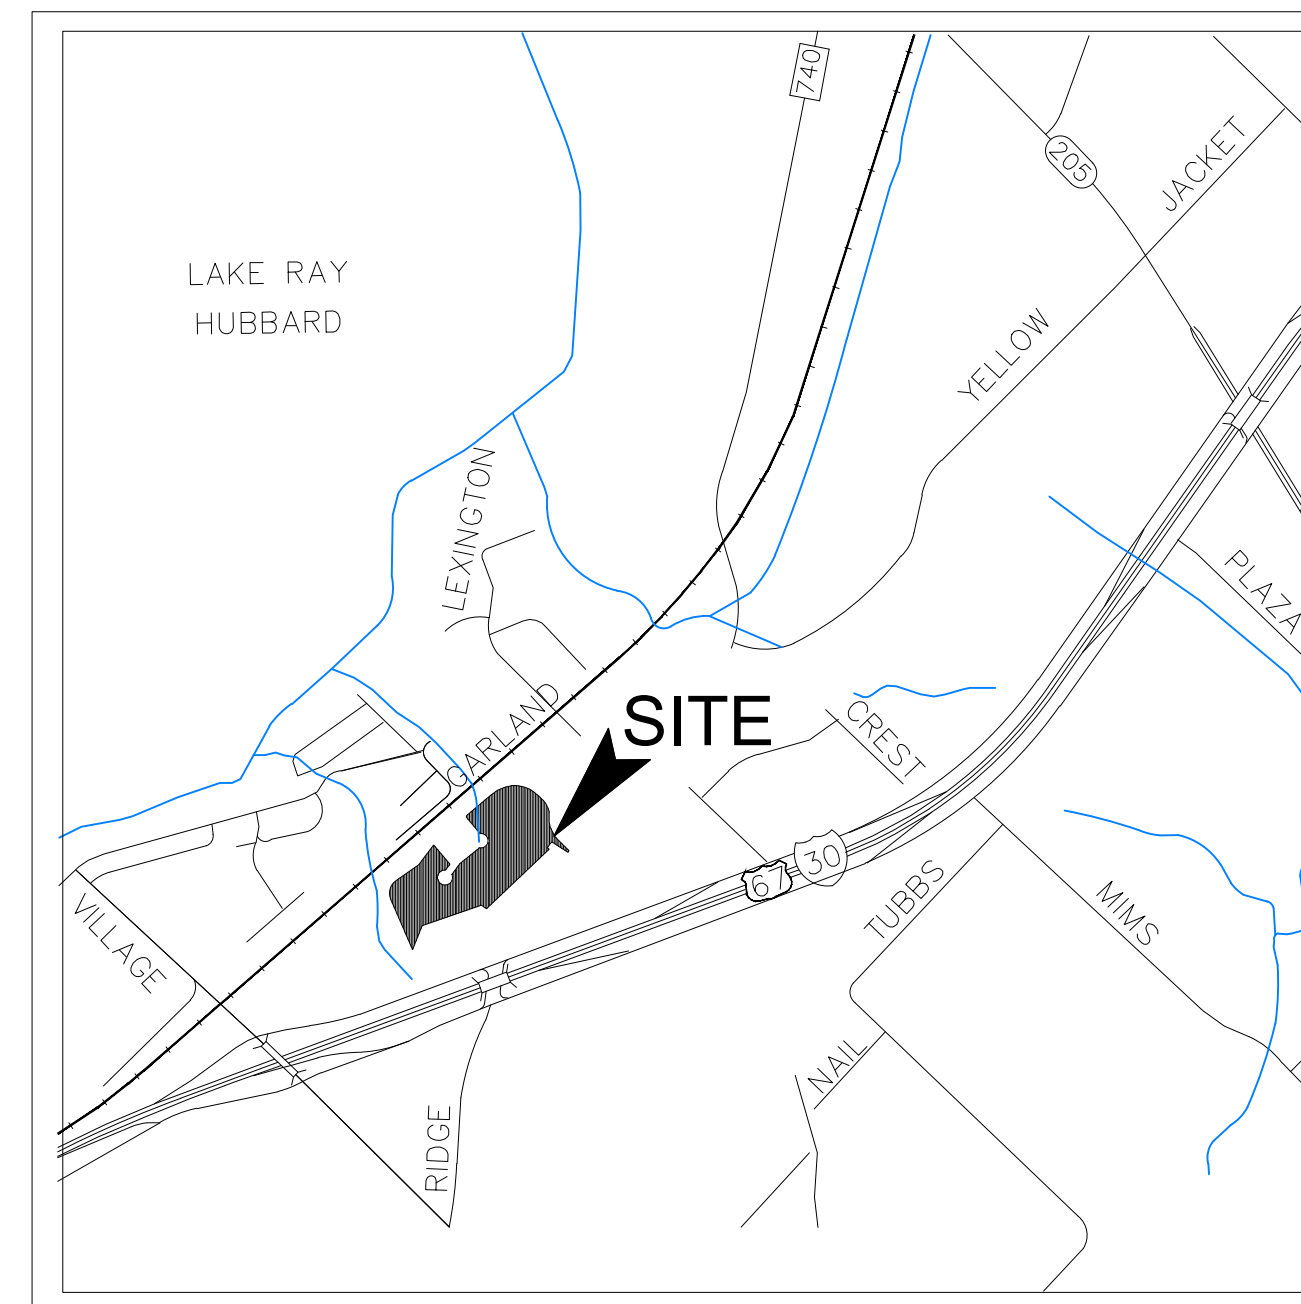 740
205
JACKET
LAKE RAY
HUBBARD
YELLOW
LEXINGTON
PLAZA
GARLAND
SITE
CREST
67
30
TUBBS
MIMS
VILLAGE
NAIL
RIDGE